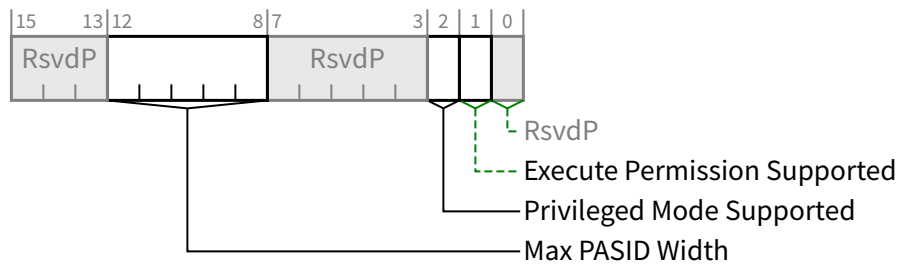 15 13 12 8 7 3 2 1 0
RsvdP RsvdP
RsvdP
Execute Permission Supported
Privileged Mode Supported
Max PASID Width